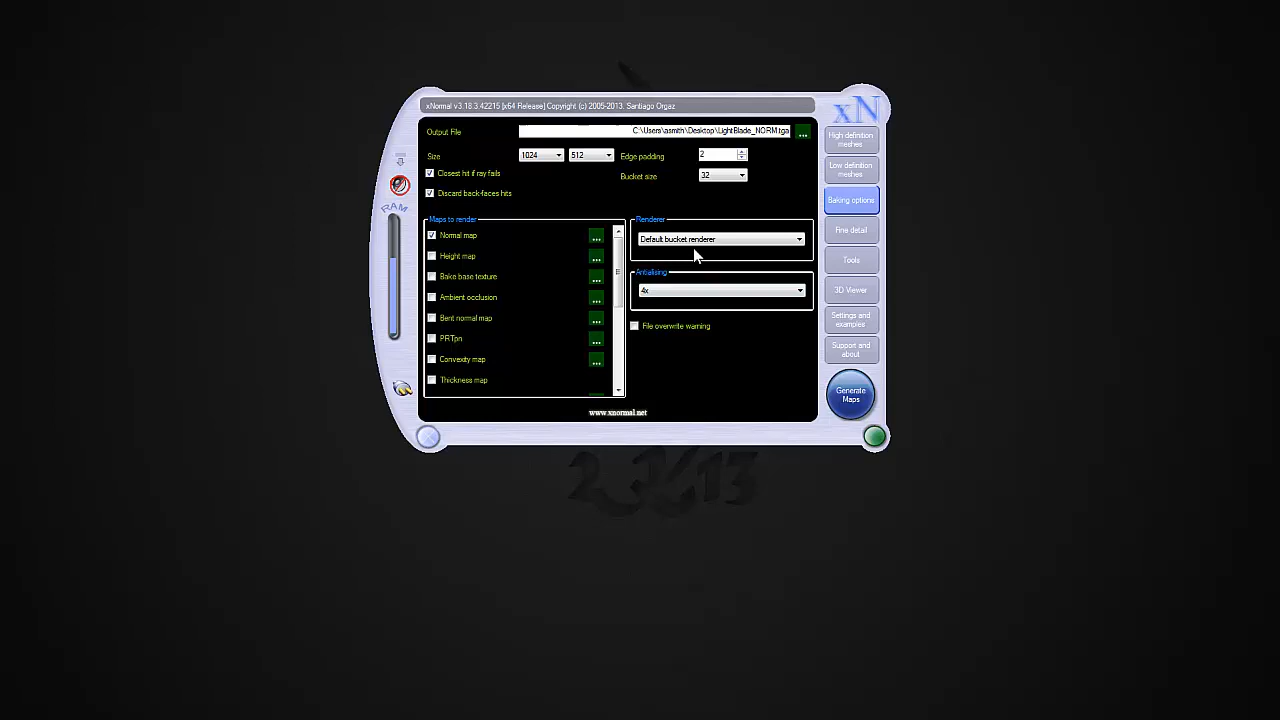 xNormal v3.18.3.42215 [x64 Release] Copyright (c) 2005-2013. Santiago Orgaz
xN
Output File
C:\Users\asmith\Desktop\LightBlade_NORM.tga
...
Size
1024
512
Edge padding
2
Closest hit if ray fails
Bucket size
32
Discard back-faces hits
Maps to render
Normal map ...
Height map ...
Bake base texture ...
Ambient occlusion ...
Bent normal map ...
PRTpn ...
Convexity map ...
Thickness map
Renderer
Default bucket renderer
Antialising
4x
File overwrite warning
www.xnormal.net
High definition
meshes
Low definition
meshes
Baking options
Fine detail
Tools
3D Viewer
Settings and
examples
Support and
about
Generate
Maps
RAM
2K13